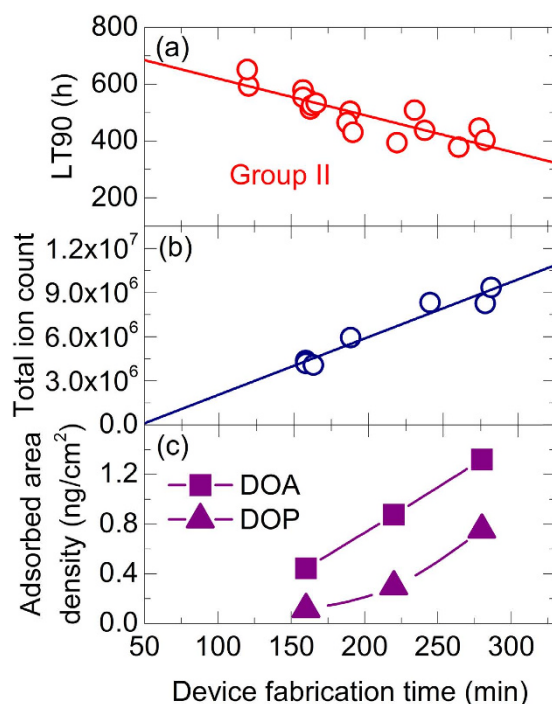 (a)
800
600
400
200
LT90 (h)
Group II
(b)
1.2x10⁷
9.0x10⁶
6.0x10⁶
3.0x10⁶
0.0
Total ion count
(c)
1.2
0.8
0.4
0.0
Adsorbed area
density (ng/cm²)
DOA
DOP
50 100 150 200 250 300
Device fabrication time (min)